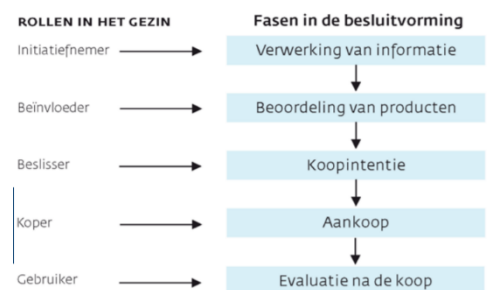 ROLLEN IN HET GEZIN Fasen in de besluitvorming
Initiatiefnemer Verwerking van informatie
Beïnvloeder Beoordeling van producten
Beslisser Koopintentie
Koper Aankoop
Gebruiker Evaluatie na de koop